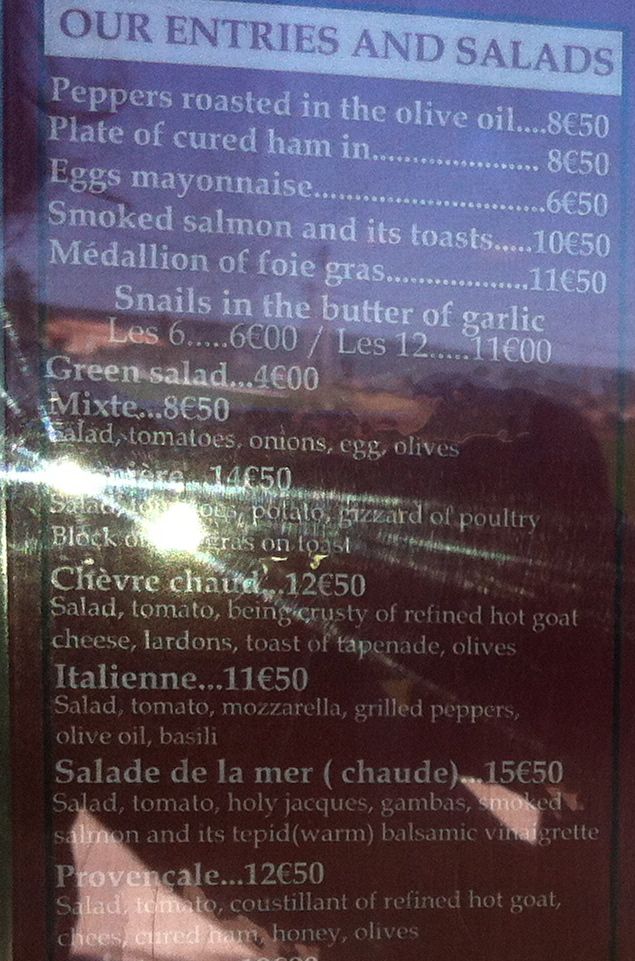 OUR ENTRIES AND SALADS
Peppers roasted in the olive oil....8€50
Plate of cured ham in..................... 8€50
Eggs mayonnaise.............................6€50
Smoked salmon and its toasts.....10€50
Médallion of foie gras..................11€50
Snails in the butter of garlic
Les 6.....6€00 / Les 12.....11€00
Green salad...4€00
Mixte...8€50
Salad, tomatoes, onions, egg, olives
14€50
Salad, potato, gizzard of poultry
Block gras on toast
Chèvre chaud...12€50
Salad, tomato, being crusty of refined hot goat
cheese, lardons, toast of tapenade, olives
Italienne...11€50
Salad, tomato, mozzarella, grilled peppers,
olive oil, basili
Salade de la mer ( chaude)...15€50
Salad, tomato, holy jacques, gambas, smoked
salmon and its tepid(warm) balsamic vinaigrette
Provençale...12€50
Salad, tomato, coustillant of refined hot goat,
chees, cured ham, honey, olives